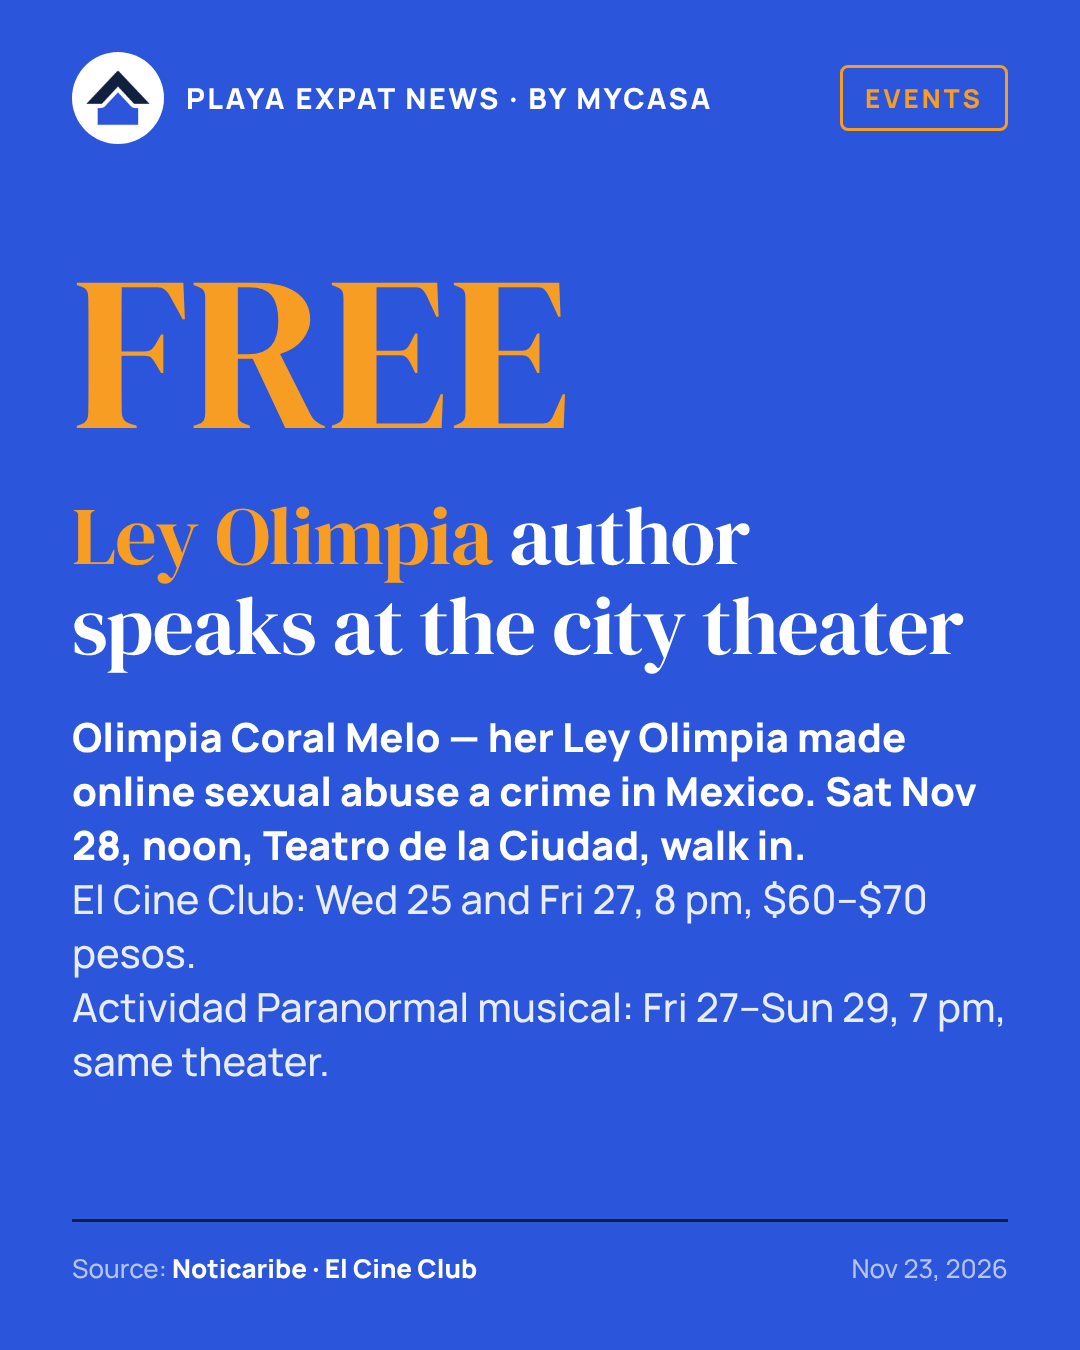 PLAYA EXPAT NEWS · BY MYCASA
EVENTS
FREE
Ley Olimpia author
speaks at the city theater
Olimpia Coral Melo — her Ley Olimpia made
online sexual abuse a crime in Mexico. Sat Nov
28, noon, Teatro de la Ciudad, walk in.
El Cine Club: Wed 25 and Fri 27, 8 pm, $60–$70
pesos.
Actividad Paranormal musical: Fri 27–Sun 29, 7 pm,
same theater.
Source: Noticaribe · El Cine Club
Nov 23, 2026